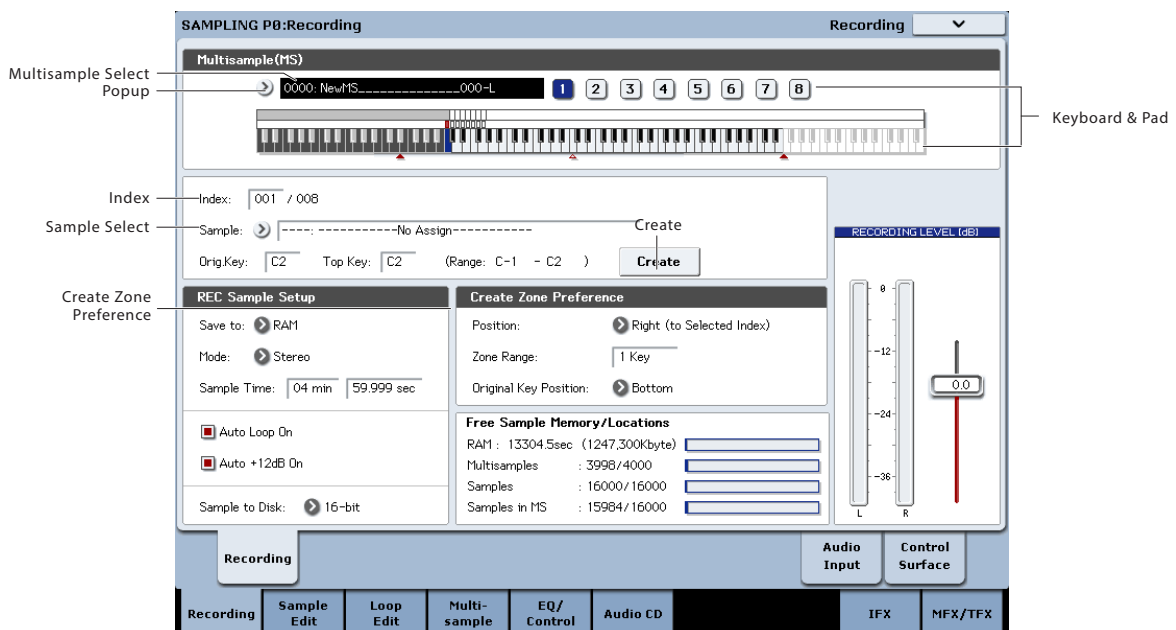 SAMPLING P0:Recording
Recording
Multisample(MS)
Multisample Select
Popup
0000: NewMS______________000-L
1 2 3 4 5 6 7 8
Keyboard & Pad
Index
Index: 001 / 008
Sample Select
Sample: ----: --------------No Assign--------------
Create
Orig.Key: C2 Top Key: C2 (Range: C-1 - C2 )
Create
RECORDING LEVEL [dB]
Create Zone
Preference
REC Sample Setup
Save to: RAM
Mode: Stereo
Sample Time: 04 min 59.999 sec
Auto Loop On
Auto +12dB On
Sample to Disk: 16-bit
Create Zone Preference
Position: Right (to Selected Index)
Zone Range: 1 Key
Original Key Position: Bottom
Free Sample Memory/Locations
RAM : 13304.5sec (1247,300Kbyte)
Multisamples : 3998/4000
Samples : 16000/16000
Samples in MS : 15984/16000
0
-12
-24
-36
L R
0.0
Recording
Audio
Input
Control
Surface
Recording
Sample
Edit
Loop
Edit
Multi-
sample
EQ/
Control
Audio CD
IFX
MFX/TFX